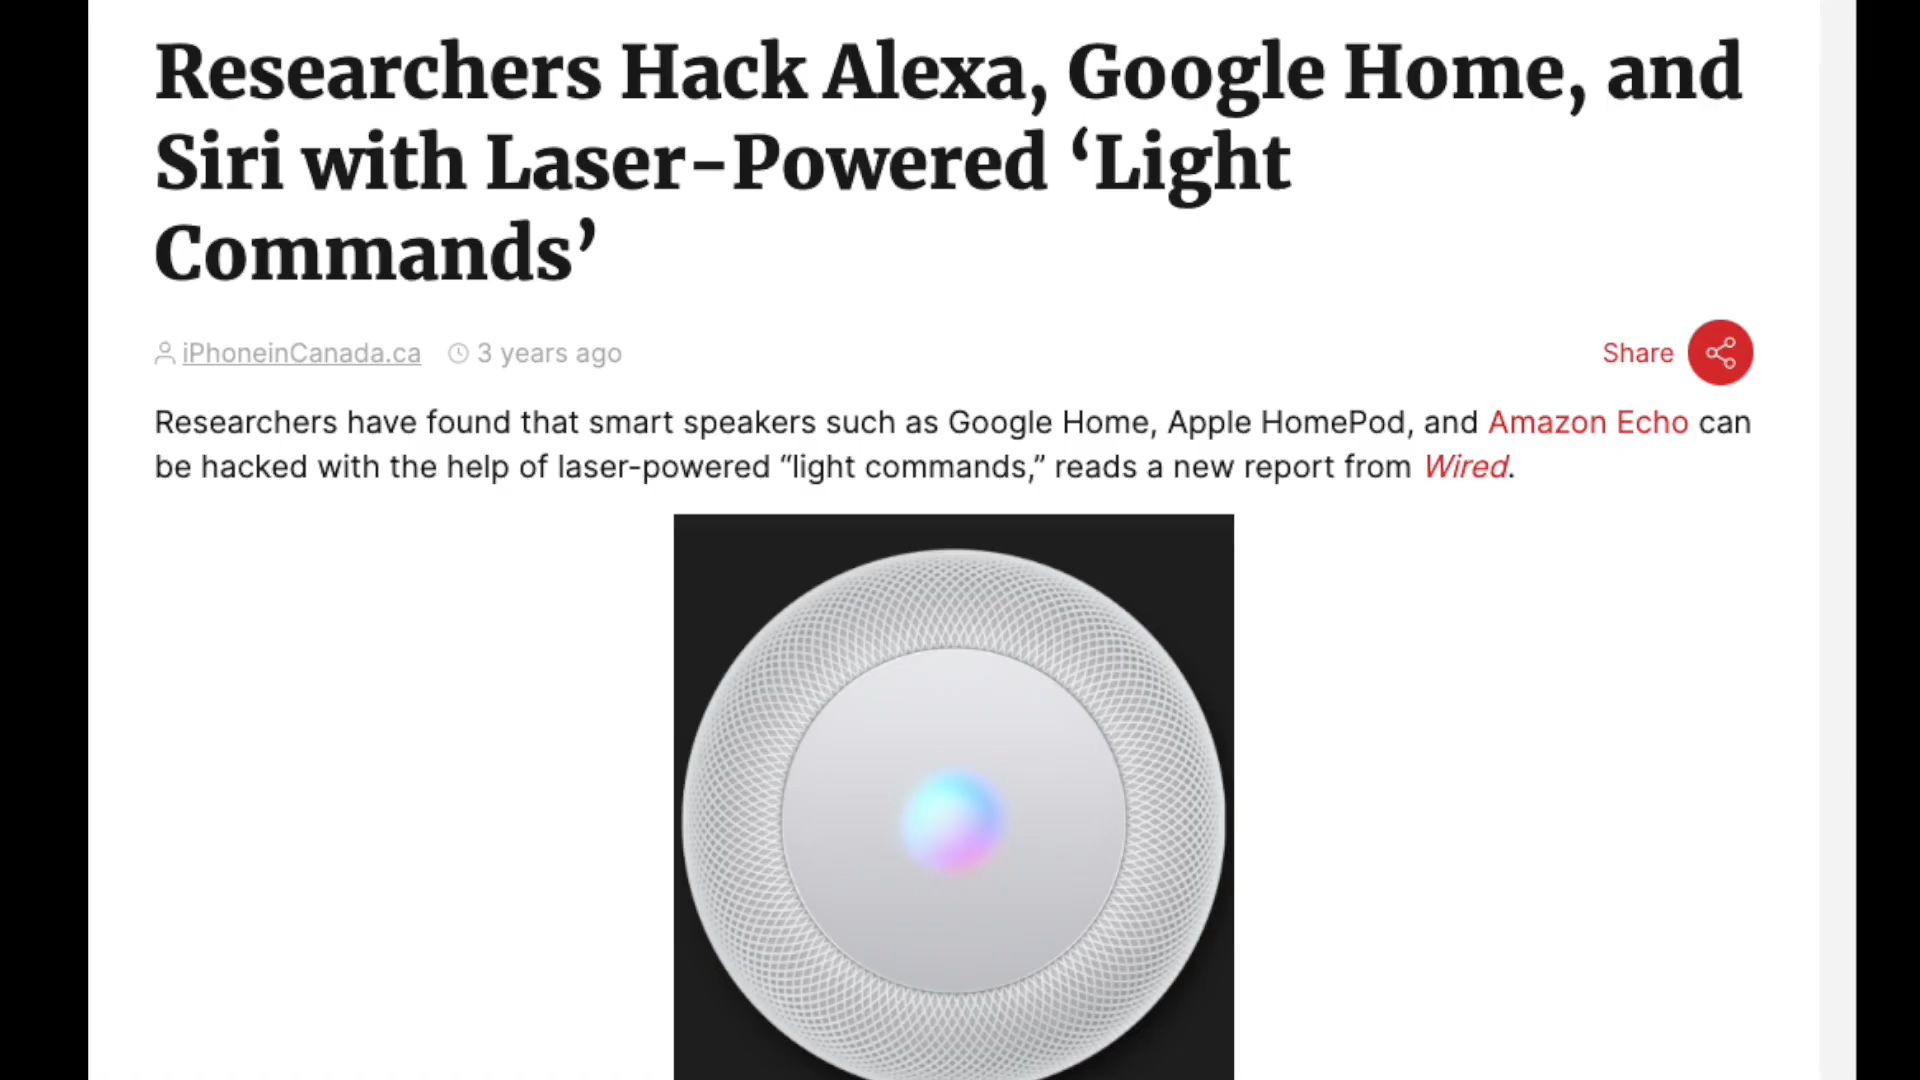 Researchers Hack Alexa, Google Home, and
Siri with Laser-Powered ‘Light
Commands’
iPhoneinCanada.ca 3 years ago Share
Researchers have found that smart speakers such as Google Home, Apple HomePod, and Amazon Echo can
be hacked with the help of laser-powered “light commands,” reads a new report from Wired.